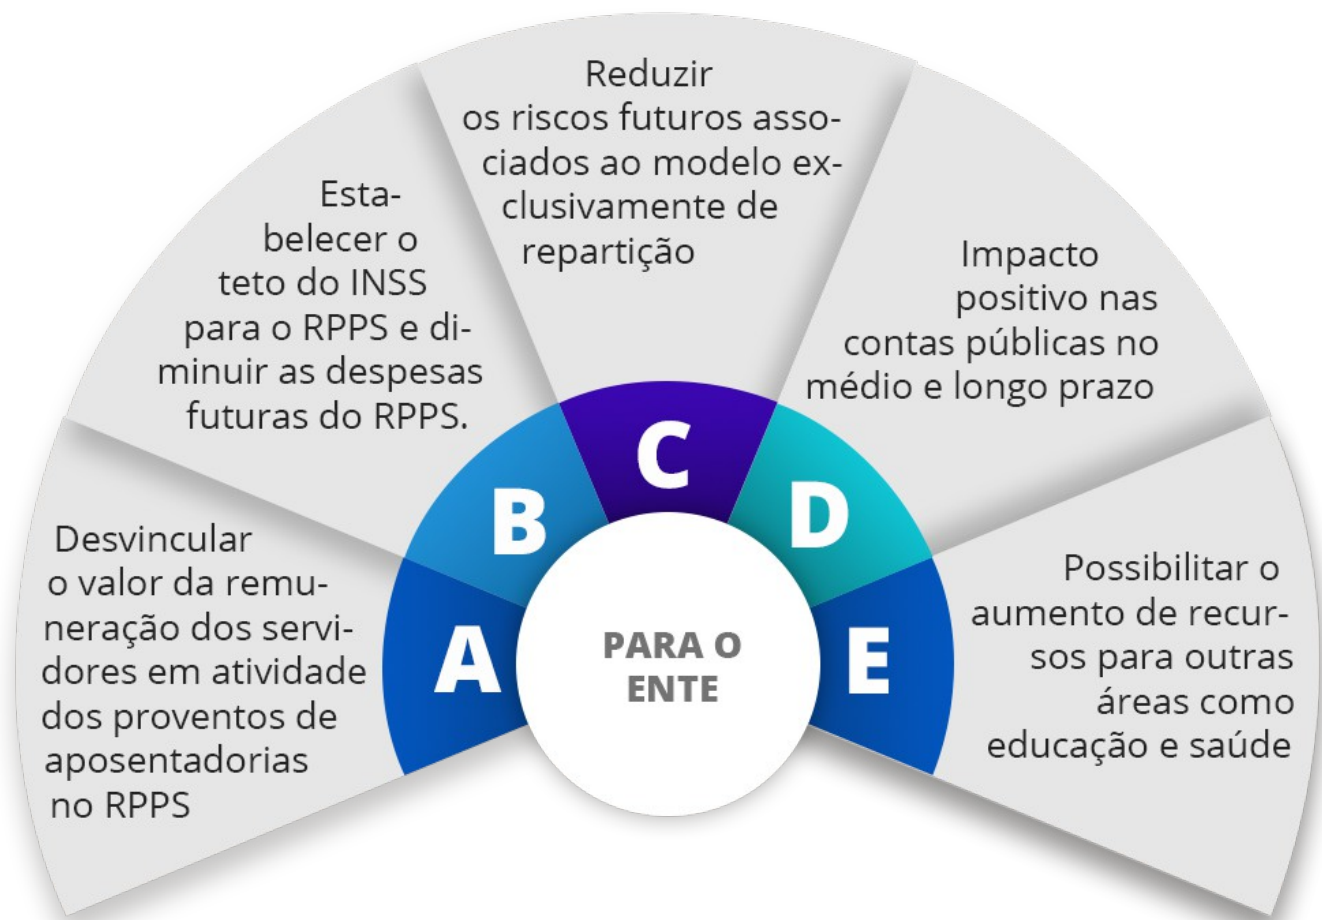 A
Desvincular
o valor da remu-
neração dos servi-
dores em atividade
dos proventos de
aposentadorias
no RPPS
B
Esta-
belecer o
teto do INSS
para o RPPS e di-
minuir as despesas
futuras do RPPS.
C
Reduzir
os riscos futuros asso-
ciados ao modelo ex-
clusivamente de
repartição
D
Impacto
positivo nas
contas públicas no
médio e longo prazo
E
Possibilitar o
aumento de recur-
sos para outras
áreas como
educação e saúde
PARA O
ENTE